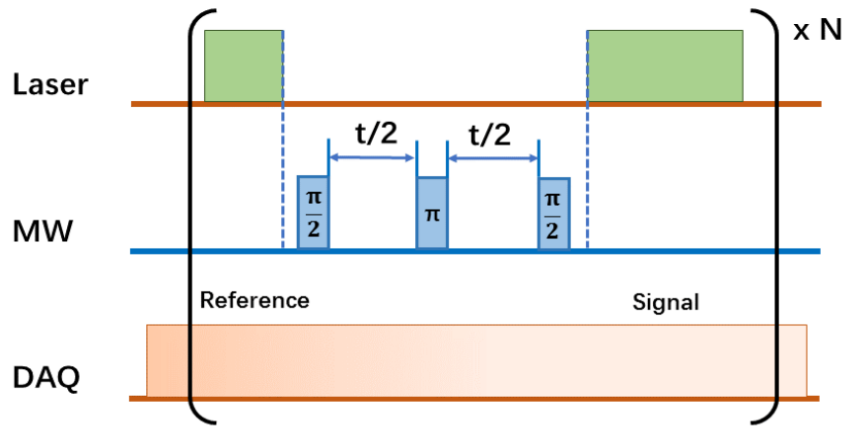 x N
Laser
t/2 t/2
π/2 π π/2
MW
Reference Signal
DAQ